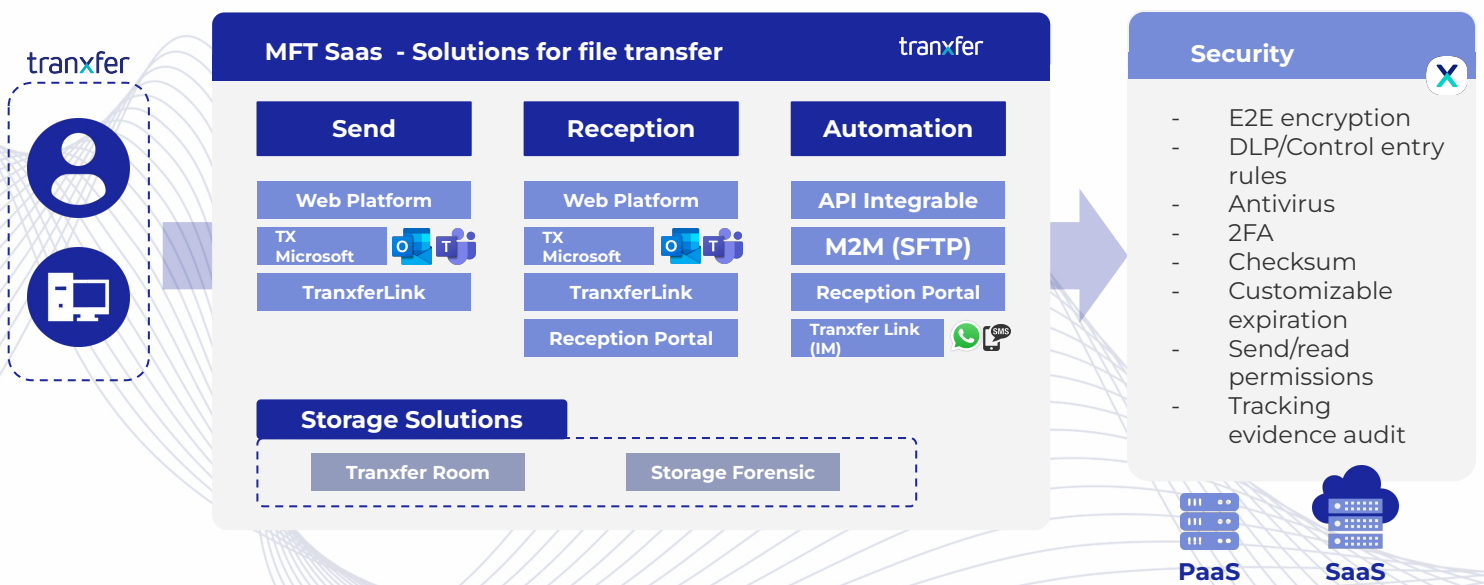 tranxfer
MFT Saas - Solutions for file transfer
tranxfer
Send
Web Platform
TX
Microsoft
O
T
TranxferLink
Reception
Web Platform
TX
Microsoft
O
T
TranxferLink
Reception Portal
Automation
API Integrable
M2M (SFTP)
Reception Portal
Tranxfer Link
(IM)
SMS
Storage Solutions
Tranxfer Room
Storage Forensic
Security
X
- E2E encryption
- DLP/Control entry
rules
- Antivirus
- 2FA
- Checksum
- Customizable
expiration
- Send/read
permissions
- Tracking
evidence audit
PaaS
SaaS